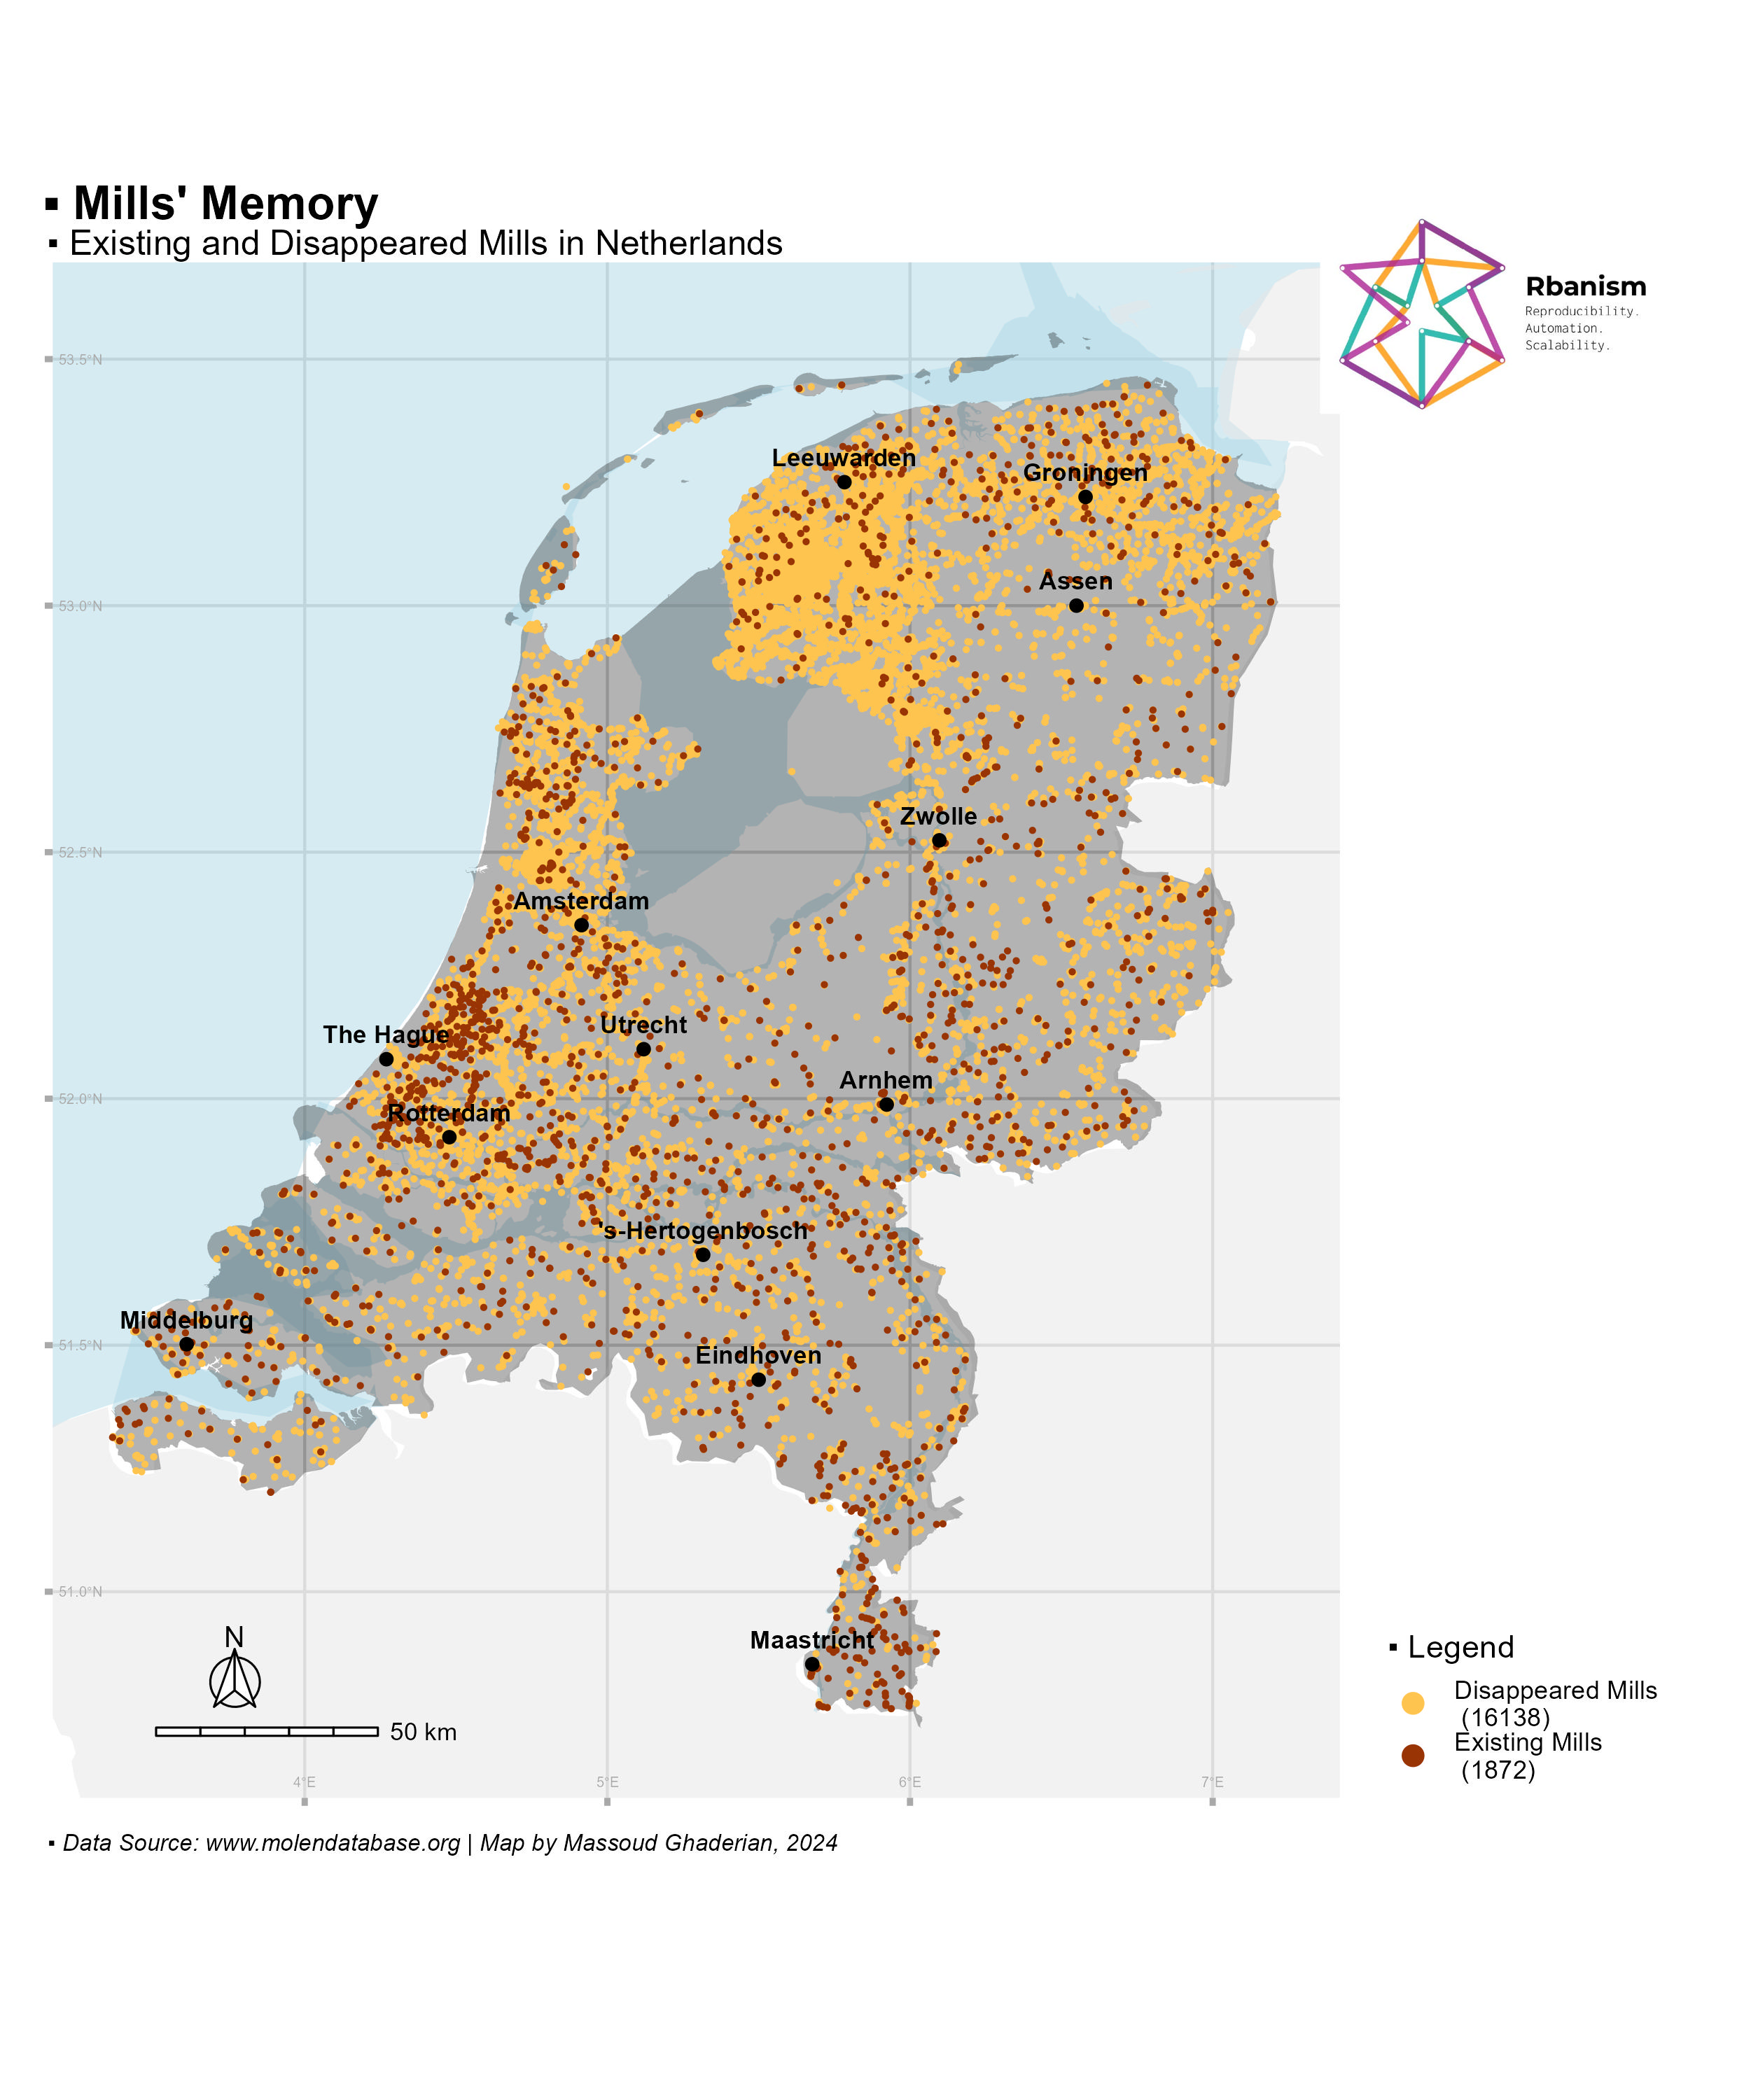 ▪ Mills' Memory
▪ Existing and Disappeared Mills in Netherlands
Rbanism
Reproducibility.
Automation.
Scalability.
53.5°N
Leeuwarden
Groningen
Assen
53.0°N
Zwolle
52.5°N
Amsterdam
Utrecht
The Hague
Arnhem
52.0°N
Rotterdam
's-Hertogenbosch
Middelburg
51.5°N
Eindhoven
51.0°N
Maastricht
N
50 km
4°E
5°E
6°E
7°E
▪ Legend
Disappeared Mills
(16138)
Existing Mills
(1872)
▪ Data Source: www.molendatabase.org | Map by Massoud Ghaderian, 2024